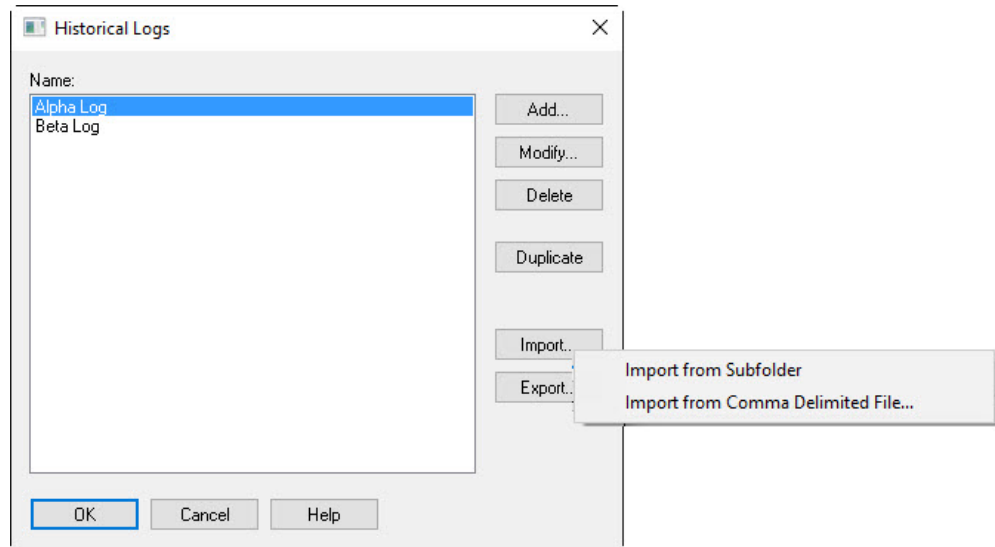 Historical Logs
Name:
Alpha Log
Beta Log
Add...
Modify...
Delete
Duplicate
Import..
Export..
Import from Subfolder
Import from Comma Delimited File...
OK
Cancel
Help